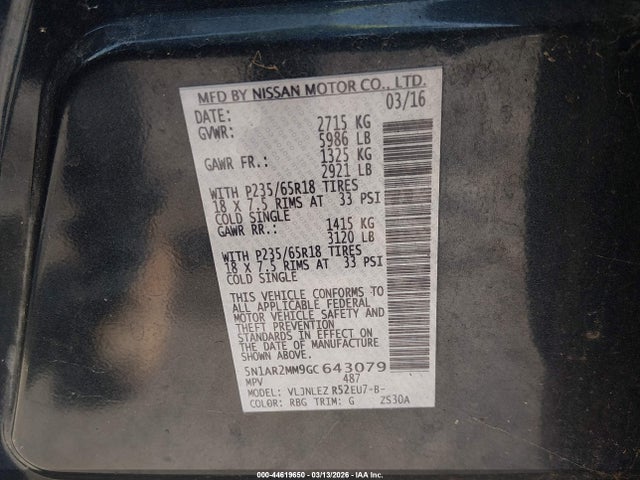 MFD BY NISSAN MOTOR CO., LTD.
DATE: 03/16
GVWR: 2715 KG
5986 LB
GAWR FR.: 1325 KG
2921 LB
WITH P235/65R18 TIRES
18 X 7.5 RIMS AT 33 PSI
COLD SINGLE
GAWR RR.: 1415 KG
3120 LB
WITH P235/65R18 TIRES
18 X 7.5 RIMS AT 33 PSI
COLD SINGLE
THIS VEHICLE CONFORMS TO
ALL APPLICABLE FEDERAL
MOTOR VEHICLE SAFETY AND
THEFT PREVENTION
STANDARDS IN EFFECT ON
THE DATE OF MANUFACTURE
SHOWN ABOVE.
5N1AR2MM9GC 643079
MPV 487
MODEL: VLJNLEZ R52EU7-B-
COLOR: RBG TRIM: G ZS30A
000-44619650 | 03/13/2026 | IAA Inc.